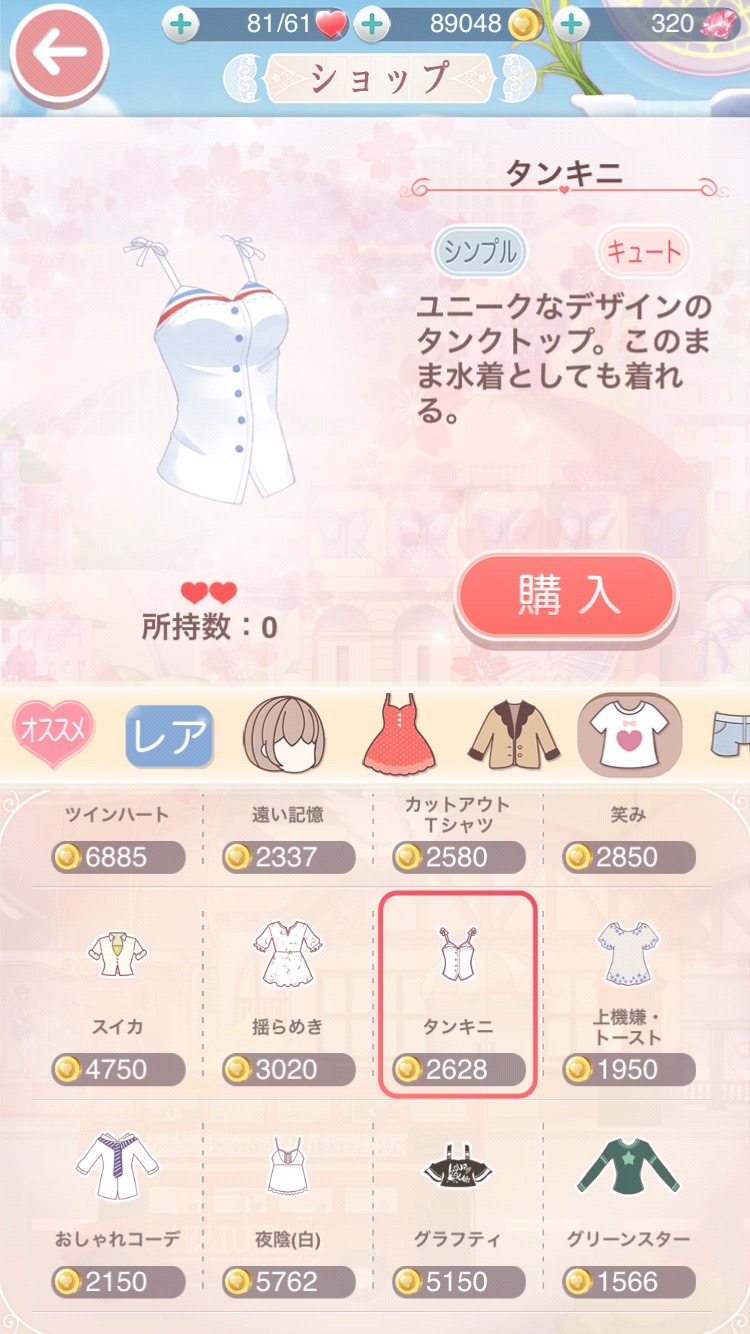 81/61
89048
320
ショップ
タンキニ
シンプル
キュート
ユニークなデザインの
タンクトップ。このま
ま水着としても着れ
る。
所持数：0
購入
オススメ
レア
ツインハート
遠い記憶
カットアウト
Tシャツ
笑み
6885
2337
2580
2850
スイカ
揺らめき
タンキニ
上機嫌・
トースト
4750
3020
2628
1950
おしゃれコーデ
夜陰(白)
グラフティ
グリーンスター
2150
5762
5150
1566